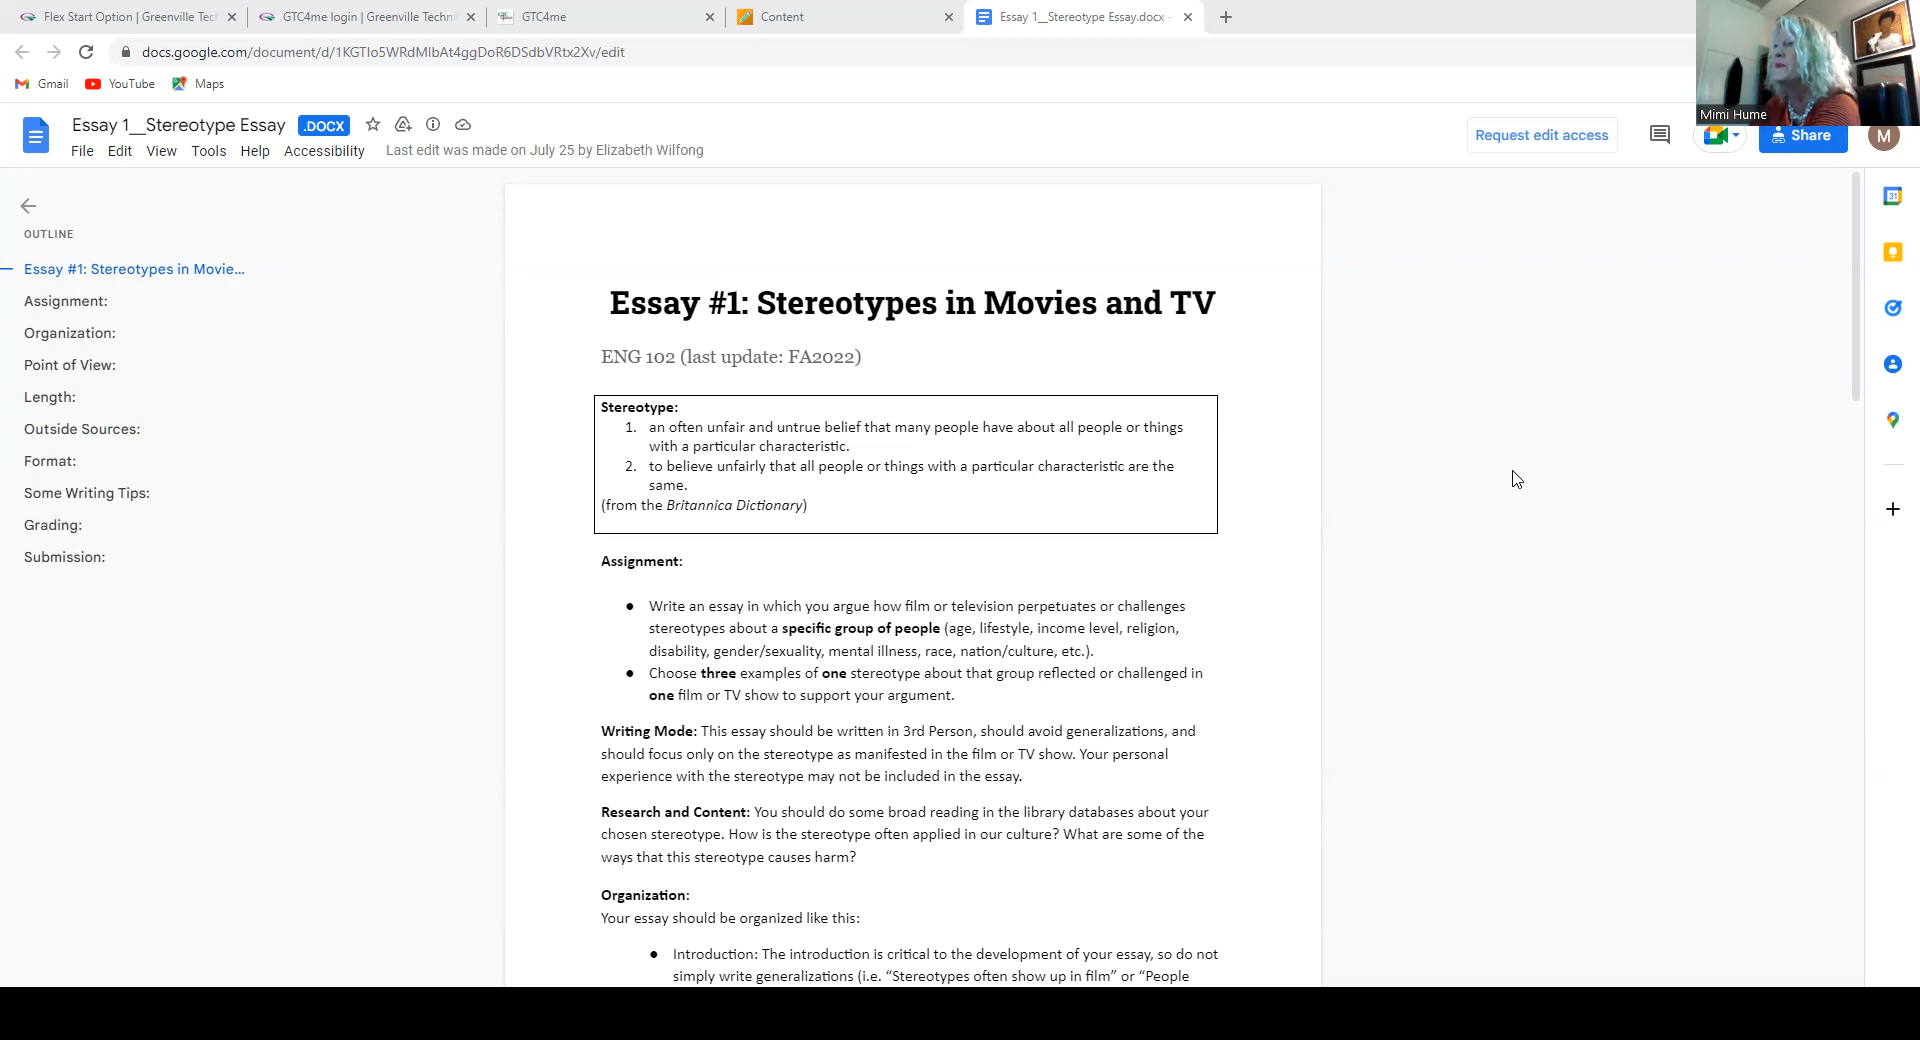 Flex Start Option | Greenville Tec
GTC4me login | Greenville Techni
GTC4me
Content
Essay 1__Stereotype Essay.docx -
docs.google.com/document/d/1KGTIo5WRdMlbAt4ggDoR6DSdbVRtx2Xv/edit
Gmail
YouTube
Maps
Mimi Hume
Essay 1__Stereotype Essay
.DOCX
File Edit View Tools Help Accessibility
Last edit was made on July 25 by Elizabeth Wilfong
Request edit access
Share
M
31
OUTLINE
Essay #1: Stereotypes in Movie...
Assignment:
Organization:
Point of View:
Length:
Outside Sources:
Format:
Some Writing Tips:
Grading:
Submission:
Essay #1: Stereotypes in Movies and TV
ENG 102 (last update: FA2022)
Stereotype:
1. an often unfair and untrue belief that many people have about all people or things
with a particular characteristic.
2. to believe unfairly that all people or things with a particular characteristic are the
same.
(from the Britannica Dictionary)
Assignment:
● Write an essay in which you argue how film or television perpetuates or challenges
stereotypes about a specific group of people (age, lifestyle, income level, religion,
disability, gender/sexuality, mental illness, race, nation/culture, etc.).
● Choose three examples of one stereotype about that group reflected or challenged in
one film or TV show to support your argument.
Writing Mode: This essay should be written in 3rd Person, should avoid generalizations, and
should focus only on the stereotype as manifested in the film or TV show. Your personal
experience with the stereotype may not be included in the essay.
Research and Content: You should do some broad reading in the library databases about your
chosen stereotype. How is the stereotype often applied in our culture? What are some of the
ways that this stereotype causes harm?
Organization:
Your essay should be organized like this:
● Introduction: The introduction is critical to the development of your essay, so do not
simply write generalizations (i.e. “Stereotypes often show up in film” or “People